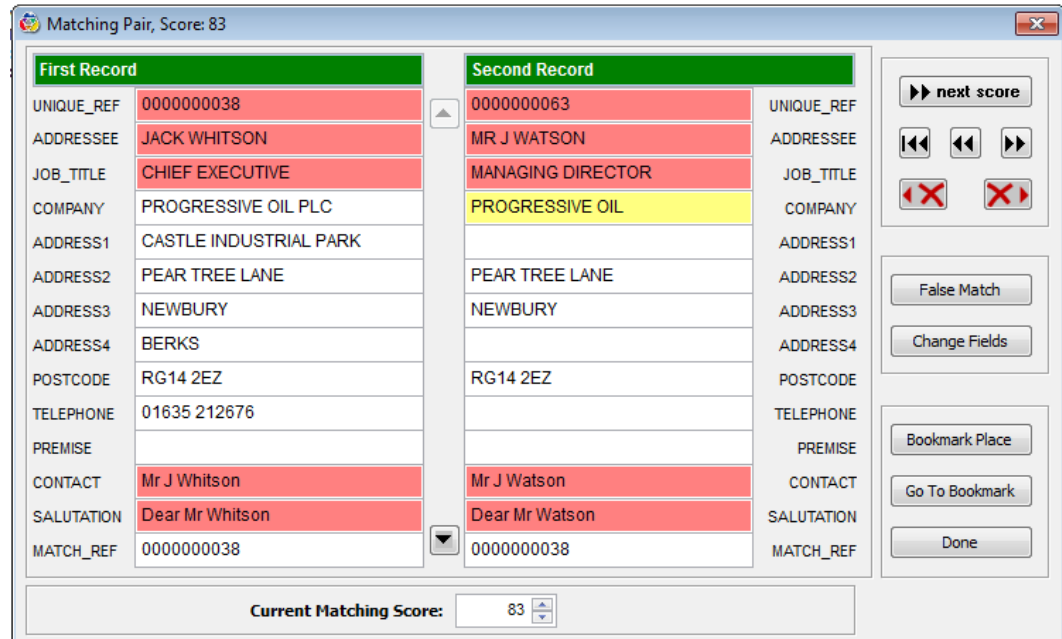 Matching Pair, Score: 83
First Record Second Record
UNIQUE_REF 0000000038 0000000063 UNIQUE_REF
ADDRESSEE JACK WHITSON MR J WATSON ADDRESSEE
JOB_TITLE CHIEF EXECUTIVE MANAGING DIRECTOR JOB_TITLE
COMPANY PROGRESSIVE OIL PLC PROGRESSIVE OIL COMPANY
ADDRESS1 CASTLE INDUSTRIAL PARK ADDRESS1
ADDRESS2 PEAR TREE LANE PEAR TREE LANE ADDRESS2
ADDRESS3 NEWBURY NEWBURY ADDRESS3
ADDRESS4 BERKS ADDRESS4
POSTCODE RG14 2EZ RG14 2EZ POSTCODE
TELEPHONE 01635 212676 TELEPHONE
PREMISE PREMISE
CONTACT Mr J Whitson Mr J Watson CONTACT
SALUTATION Dear Mr Whitson Dear Mr Watson SALUTATION
MATCH_REF 0000000038 0000000038 MATCH_REF
Current Matching Score: 83
next score
False Match
Change Fields
Bookmark Place
Go To Bookmark
Done